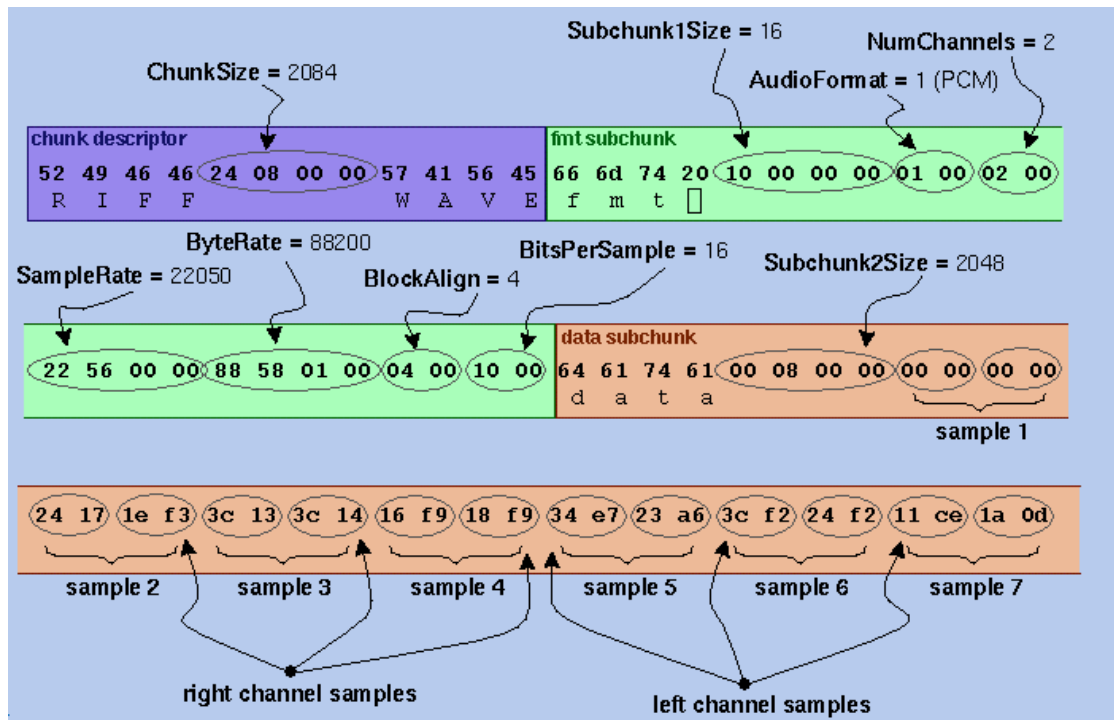 Subchunk1Size = 16
NumChannels = 2
ChunkSize = 2084
AudioFormat = 1 (PCM)
chunk descriptor
fmt subchunk
52 49 46 46 24 08 00 00 57 41 56 45 66 6d 74 20 10 00 00 00 01 00 02 00
R I F F W A V E f m t
ByteRate = 88200
BitsPerSample = 16
Subchunk2Size = 2048
SampleRate = 22050
BlockAlign = 4
data subchunk
22 56 00 00 88 58 01 00 04 00 10 00 64 61 74 61 00 08 00 00 00 00 00 00
d a t a
sample 1
24 17 1e f3 3c 13 3c 14 16 f9 18 f9 34 e7 23 a6 3c f2 24 f2 11 ce 1a 0d
sample 2 sample 3 sample 4 sample 5 sample 6 sample 7
right channel samples
left channel samples